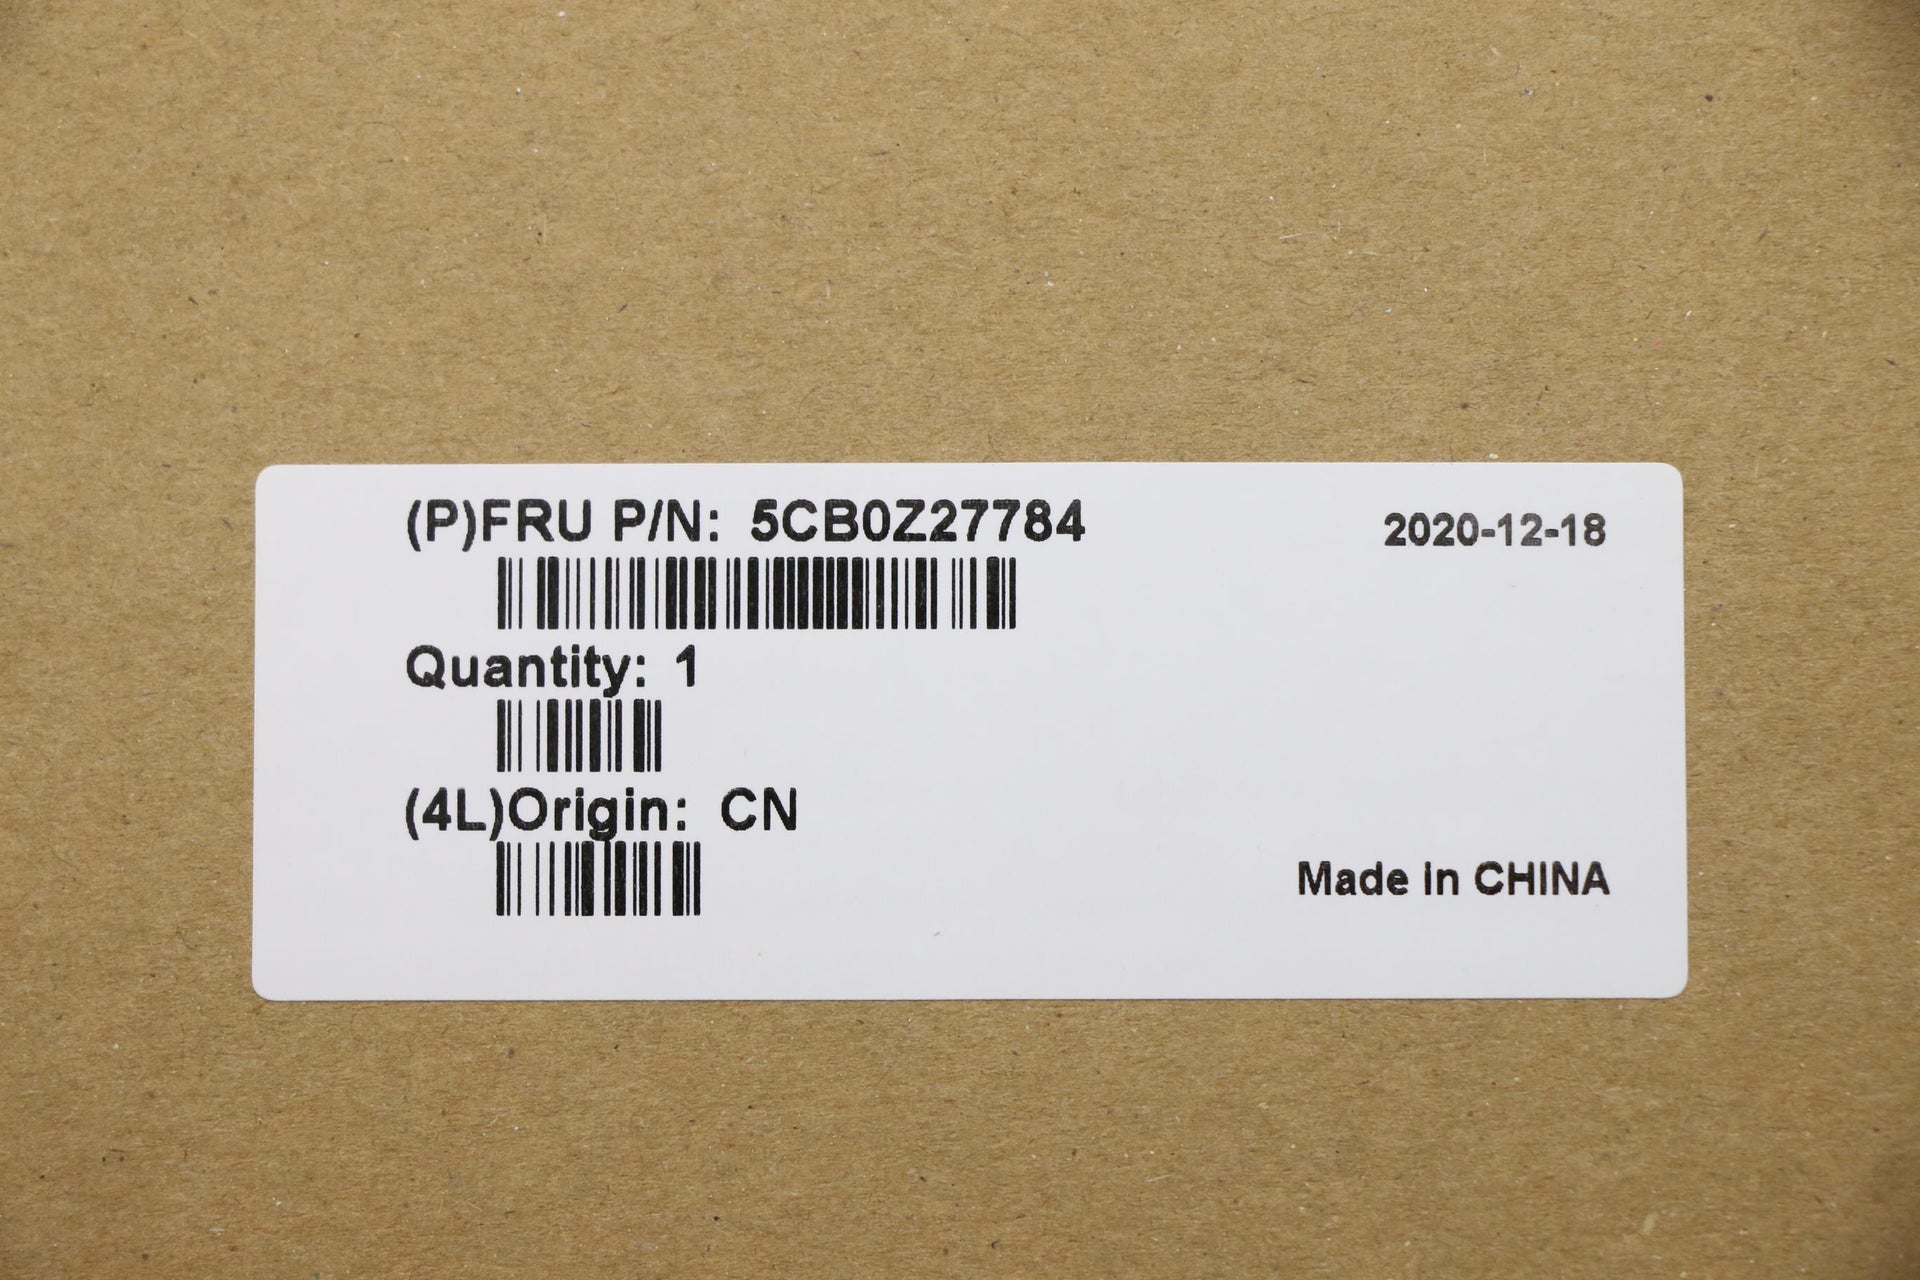 (P)FRU P/N: 5CB0Z27784
2020-12-18
Quantity: 1
(4L)Origin: CN
Made in CHINA